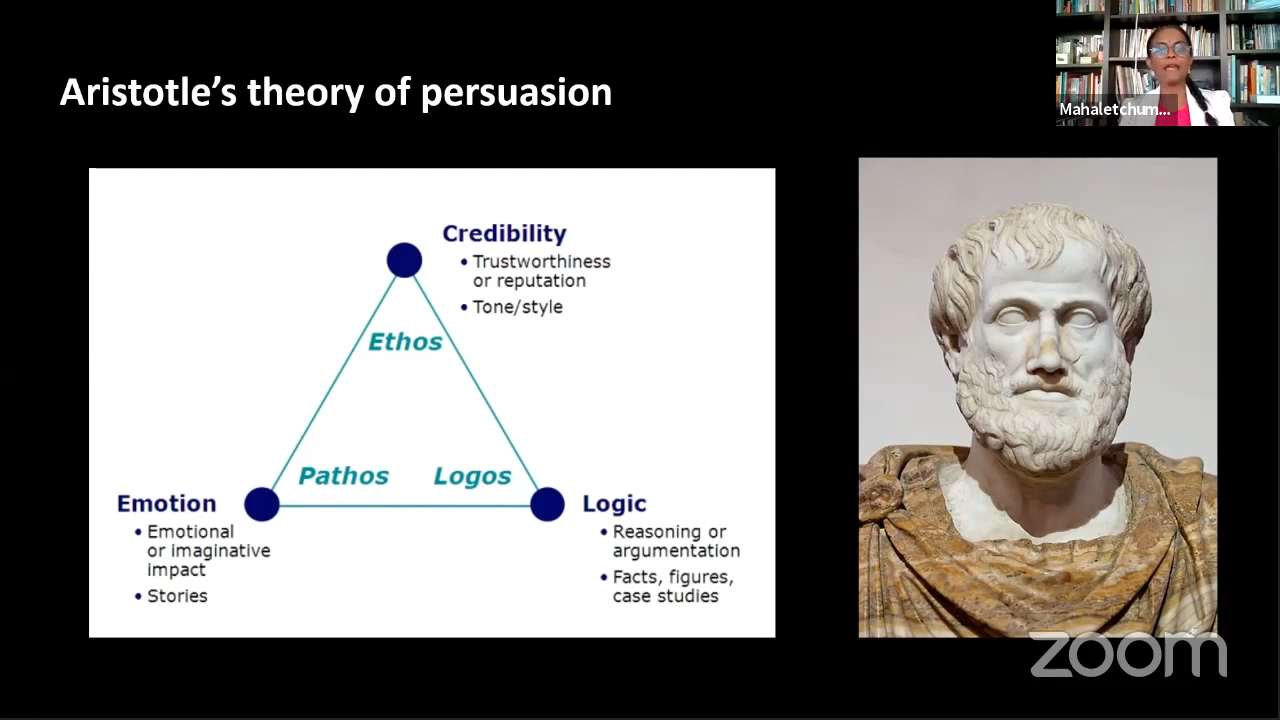 Aristotle’s theory of persuasion
Mahaletchum...
Credibility
• Trustworthiness
or reputation
• Tone/style
Ethos
Pathos
Logos
Emotion
• Emotional
or imaginative
impact
• Stories
Logic
• Reasoning or
argumentation
• Facts, figures,
case studies
zoom